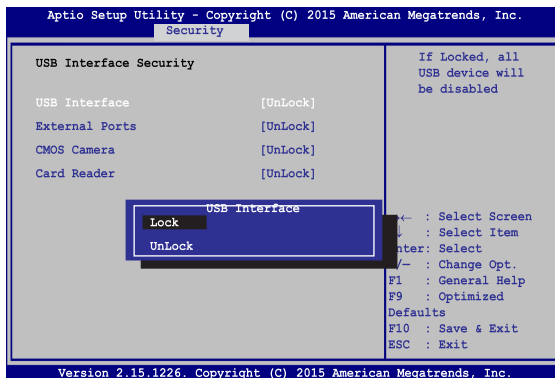 Aptio Setup Utility - Copyright (C) 2015 American Megatrends, Inc.
Security
USB Interface Security
USB Interface [UnLock]
External Ports [UnLock]
CMOS Camera [UnLock]
Card Reader [UnLock]
If Locked, all
USB device will
be disabled
USB Interface
Lock
UnLock
→← : Select Screen
↓ : Select Item
nter: Select
/— : Change Opt.
F1 : General Help
F9 : Optimized
Defaults
F10 : Save & Exit
ESC : Exit
Version 2.15.1226. Copyright (C) 2015 American Megatrends, Inc.